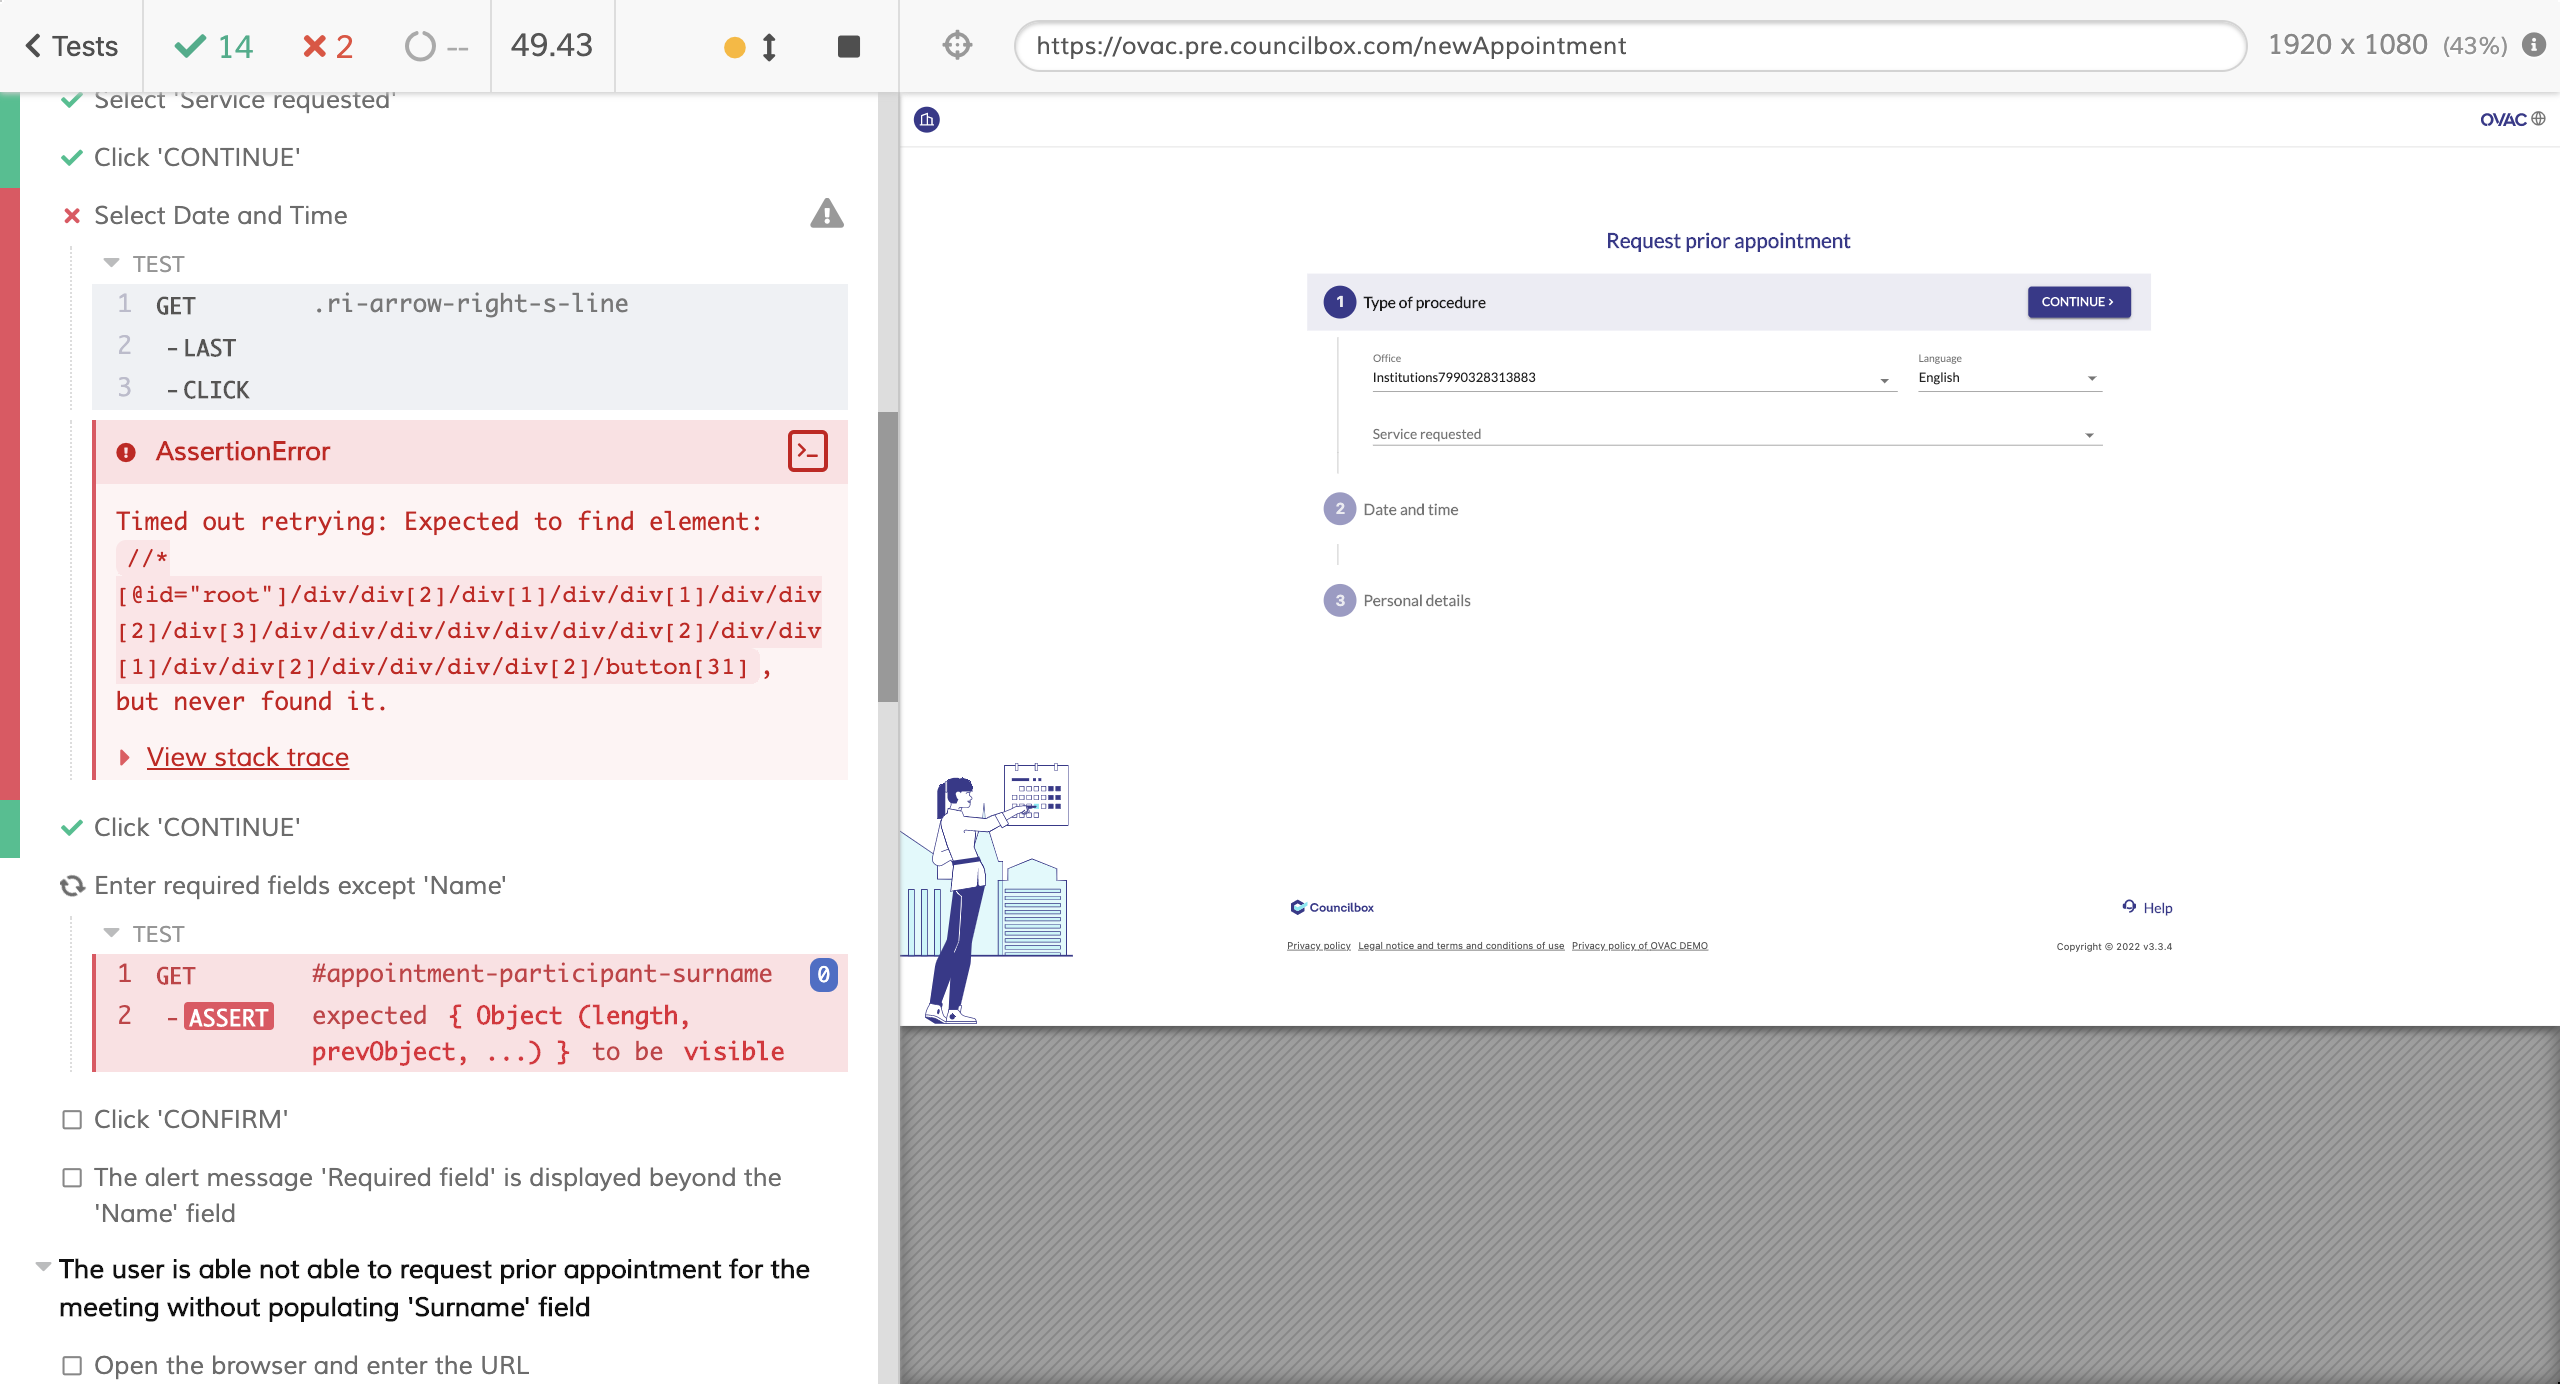 Tests
14
2
--
49.43
https://ovac.pre.councilbox.com/newAppointment
1920 x 1080 (43%)
Select 'Service requested'
Click 'CONTINUE'
Select Date and Time
TEST
1 GET .ri-arrow-right-s-line
2 -LAST
3 -CLICK
AssertionError
Timed out retrying: Expected to find element:
//*
[@id="root"]/div/div[2]/div[1]/div/div[1]/div/div
[2]/div[3]/div/div/div/div/div/div/div[2]/div/div
[1]/div/div[2]/div/div/div/div[2]/button[31] ,
but never found it.
View stack trace
Click 'CONTINUE'
Enter required fields except 'Name'
TEST
1 GET #appointment-participant-surname 0
2 -ASSERT expected { Object (length,
prevObject, ...) } to be visible
Click 'CONFIRM'
The alert message 'Required field' is displayed beyond the
'Name' field
The user is able not able to request prior appointment for the
meeting without populating 'Surname' field
Open the browser and enter the URL
OVAC
Request prior appointment
1 Type of procedure
CONTINUE >
Office
Institutions7990328313883
Language
English
Service requested
2 Date and time
3 Personal details
Councilbox
Help
Privacy policy Legal notice and terms and conditions of use Privacy policy of OVAC DEMO
Copyright © 2022 v3.3.4